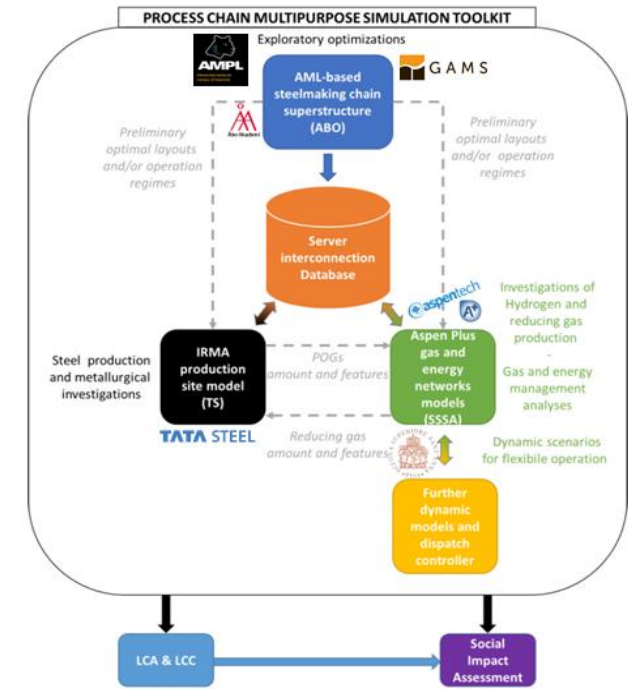 PROCESS CHAIN MULTIPURPOSE SIMULATION TOOLKIT
Exploratory optimizations
AMPL
GAMS
AML-based
steelmaking chain
superstructure
(ABO)
Åbo Akademi
Preliminary
optimal layouts
and/or operation
regimes
Preliminary
optimal layouts
and/or operation
regimes
Server
interconnection
Database
aspentech
A+
Investigations of
Hydrogen and
reducing gas
production
-
Gas and energy
management
analyses
Steel production
and metallurgical
investigations
IRMA
production
site model
(TS)
POGs
amount and features
Aspen Plus
gas and
energy
networks
models
(SSSA)
TATA STEEL
Reducing gas
amount and features
Dynamic scenarios
for flexibile operation
Further
dynamic
models and
dispatch
controller
LCA & LCC
Social
Impact
Assessment